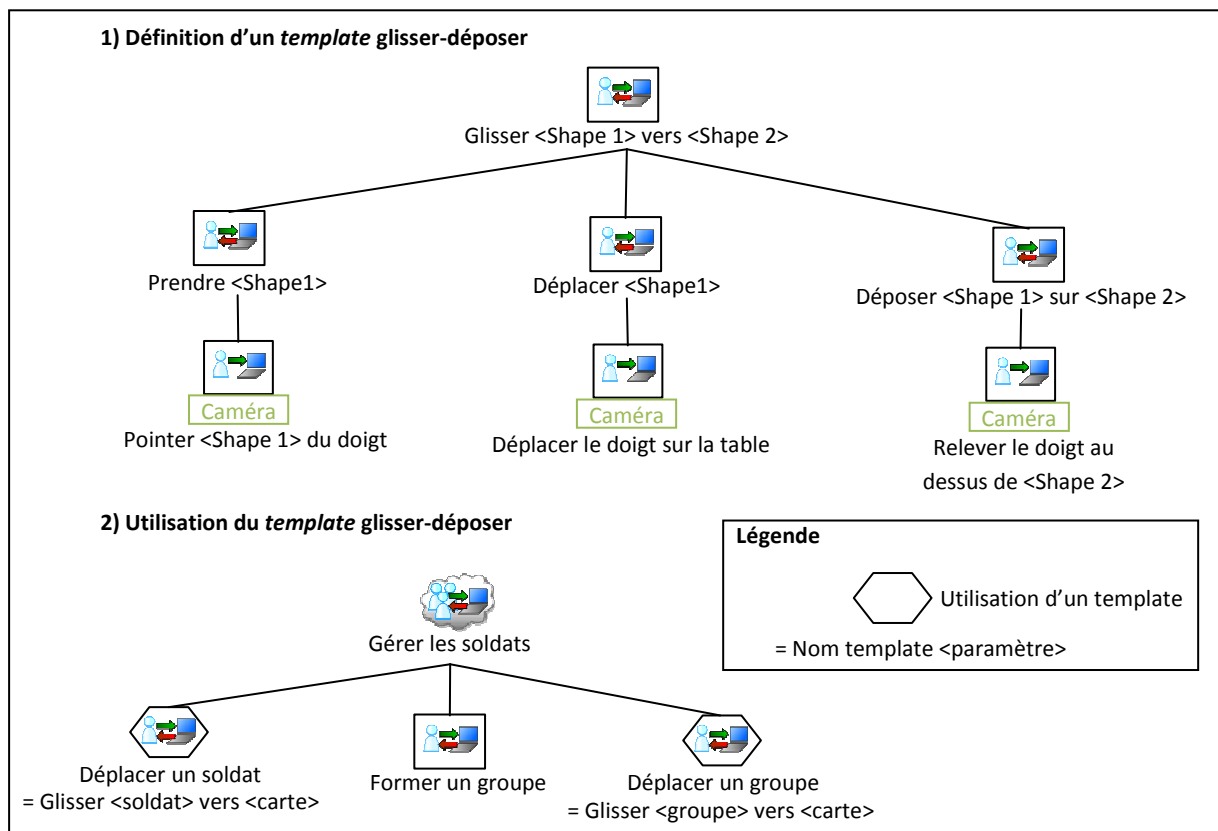 1) Définition d'un template glisser-déposer
Glisser <Shape 1> vers <Shape 2>
Prendre <Shape1>
Déplacer <Shape1>
Déposer <Shape 1> sur <Shape 2>
Caméra
Pointer <Shape 1> du doigt
Caméra
Déplacer le doigt sur la table
Caméra
Relever le doigt au
dessus de <Shape 2>
2) Utilisation du template glisser-déposer
Gérer les soldats
Déplacer un soldat
= Glisser <soldat> vers <carte>
Former un groupe
Déplacer un groupe
= Glisser <groupe> vers <carte>
Légende
Utilisation d'un template
= Nom template <paramètre>